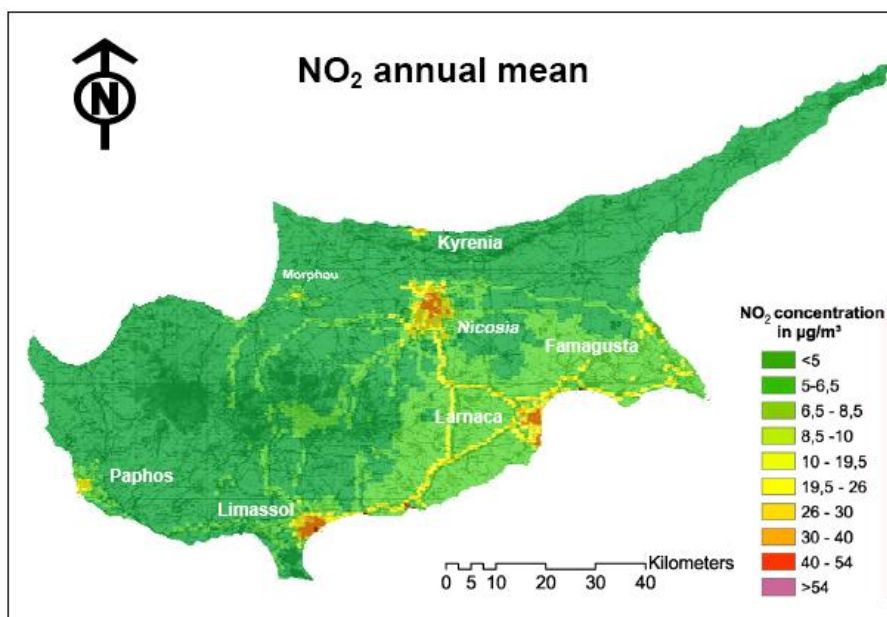 N
NO₂ annual mean
Kyrenia
Morphou
Nicosia
Famagusta
Larnaca
Paphos
Limassol
NO₂ concentration
in µg/m³
<5
5-6,5
6,5 - 8,5
8,5 -10
10 - 19,5
19,5 - 26
26 - 30
30 - 40
40 - 54
>54
Kilometers
0 5 10 20 30 40